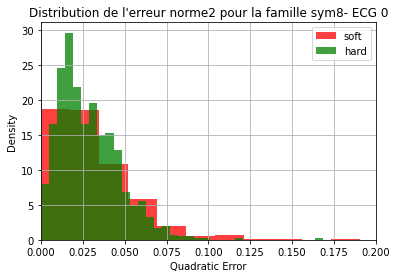 Distribution de l'erreur norme2 pour la famille sym8- ECG 0
soft
hard
30
25
20
15
10
5
0
Density
0.000 0.025 0.050 0.075 0.100 0.125 0.150 0.175 0.200
Quadratic Error